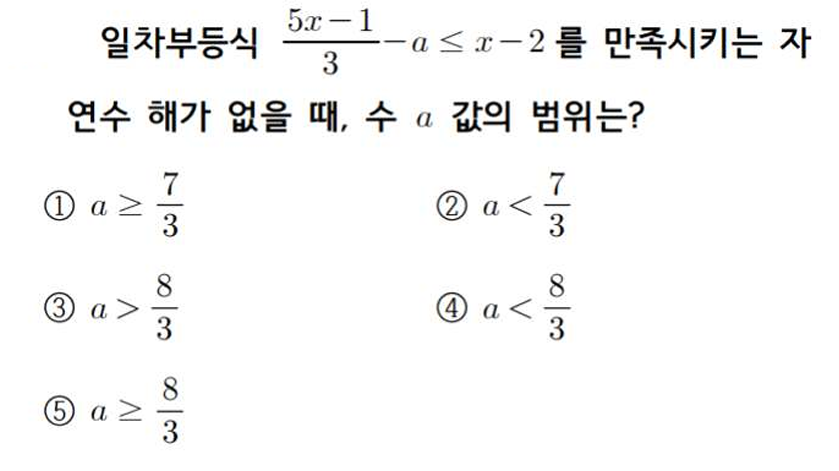 일차부등식 \frac{5x-1}{3}-a \leq x-2 를 만족시키는 자
연수 해가 없을 때, 수 a 값의 범위는?
① a \geq \frac{7}{3} ② a < \frac{7}{3}
③ a > \frac{8}{3} ④ a < \frac{8}{3}
⑤ a \geq \frac{8}{3}